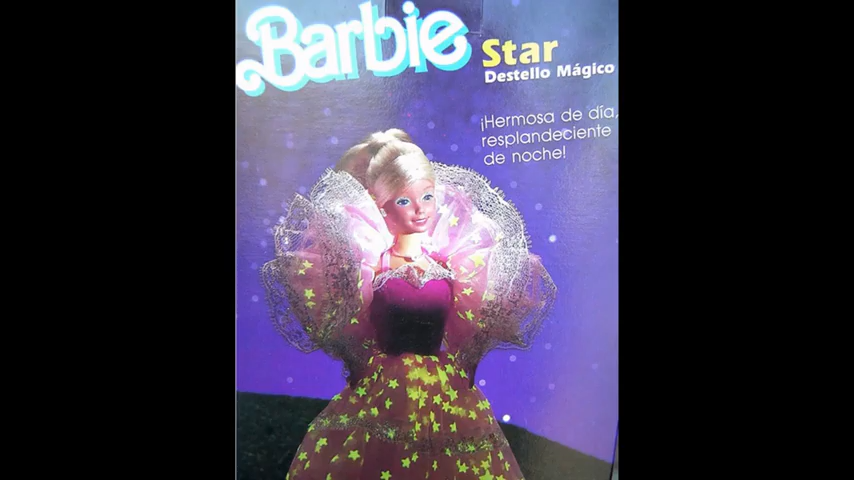 Barbie
Star
Destello Mágico
¡Hermosa de día,
resplandeciente
de noche!